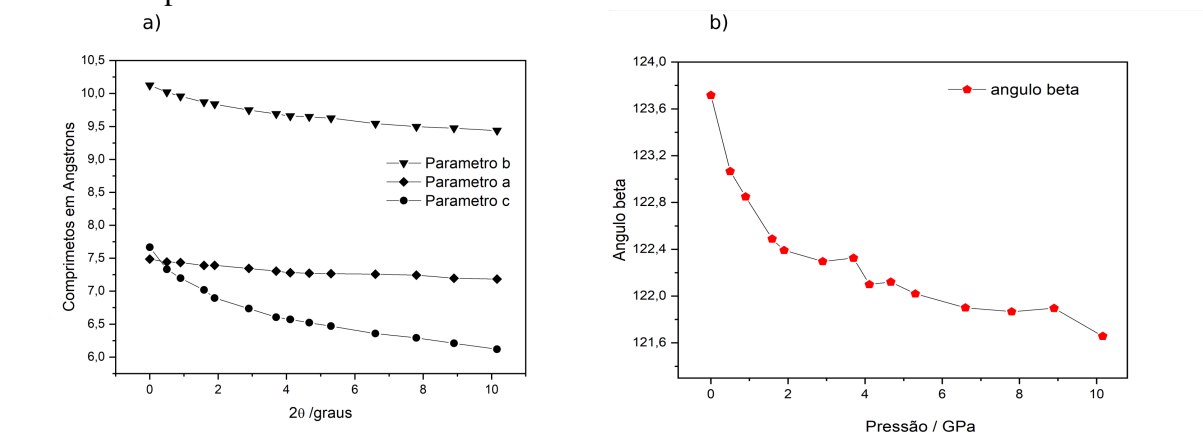 a)
10,5
10,0
9,5
9,0
8,5
8,0
7,5
7,0
6,5
6,0
Comprimetos em Angstrons
Parametro b
Parametro a
Parametro c
0 2 4 6 8 10
2θ /graus
b)
124,0
123,6
123,2
122,8
122,4
122,0
121,6
Angulo beta
angulo beta
0 2 4 6 8 10
Pressão / GPa